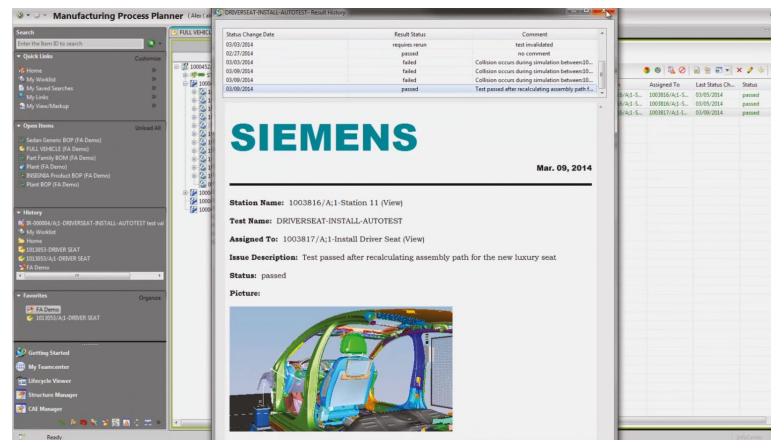 Manufacturing Process Planner
DRIVERSEAT-INSTALL-AUTOTEST- Result History
Search
Enter the Item ID to search
Quick Links
Customise
Home
My Worklist
My Saved Searches
My Links
My View/Markup
Open Items
Unload All
Sedan Generic BOP (FA Demo)
FULL VEHICLE (FA Demo)
Part Family BOM (FA Demo)
Plant (FA Demo)
INSIGNIA Product BOP (FA Demo)
Plant BOP (FA Demo)
History
IR-000004/A;1-DRIVERSEAT-INSTALL-AUTOTEST test val
My Worklist
Home
1013053-DRIVER SEAT
1013053/A;1-DRIVER SEAT
FA Demo
Favorites
Organize
FA Demo
1013053/A;1-DRIVER SEAT
Getting Started
My Teamcenter
Lifecycle Viewer
Structure Manager
CAE Manager
Ready
FULL VEHICL
Status Change Date Result Status Comment
03/03/2014 requires rerun test invalidated
02/27/2014 passed no comment
03/03/2014 failed Collision occurs during simulation between10...
03/09/2014 failed Collision occurs during simulation between10...
03/09/2014 failed Collision occurs during simulation between10...
03/09/2014 passed Test passed after recalculating assembly path f...
SIEMENS
Mar. 09, 2014
Station Name: 1003816/A;1-Station 11 (View)
Test Name: DRIVERSEAT-INSTALL-AUTOTEST
Assigned To: 1003817/A;1-Install Driver Seat (View)
Issue Description: Test passed after recalculating assembly path for the new luxury seat
Status: passed
Picture:
Assigned To Last Status Ch... Status
1003816/A;1-S... 03/05/2014 passed
1003816/A;1-S... 03/05/2014 passed
1003817/A;1-I... 03/09/2014 passed